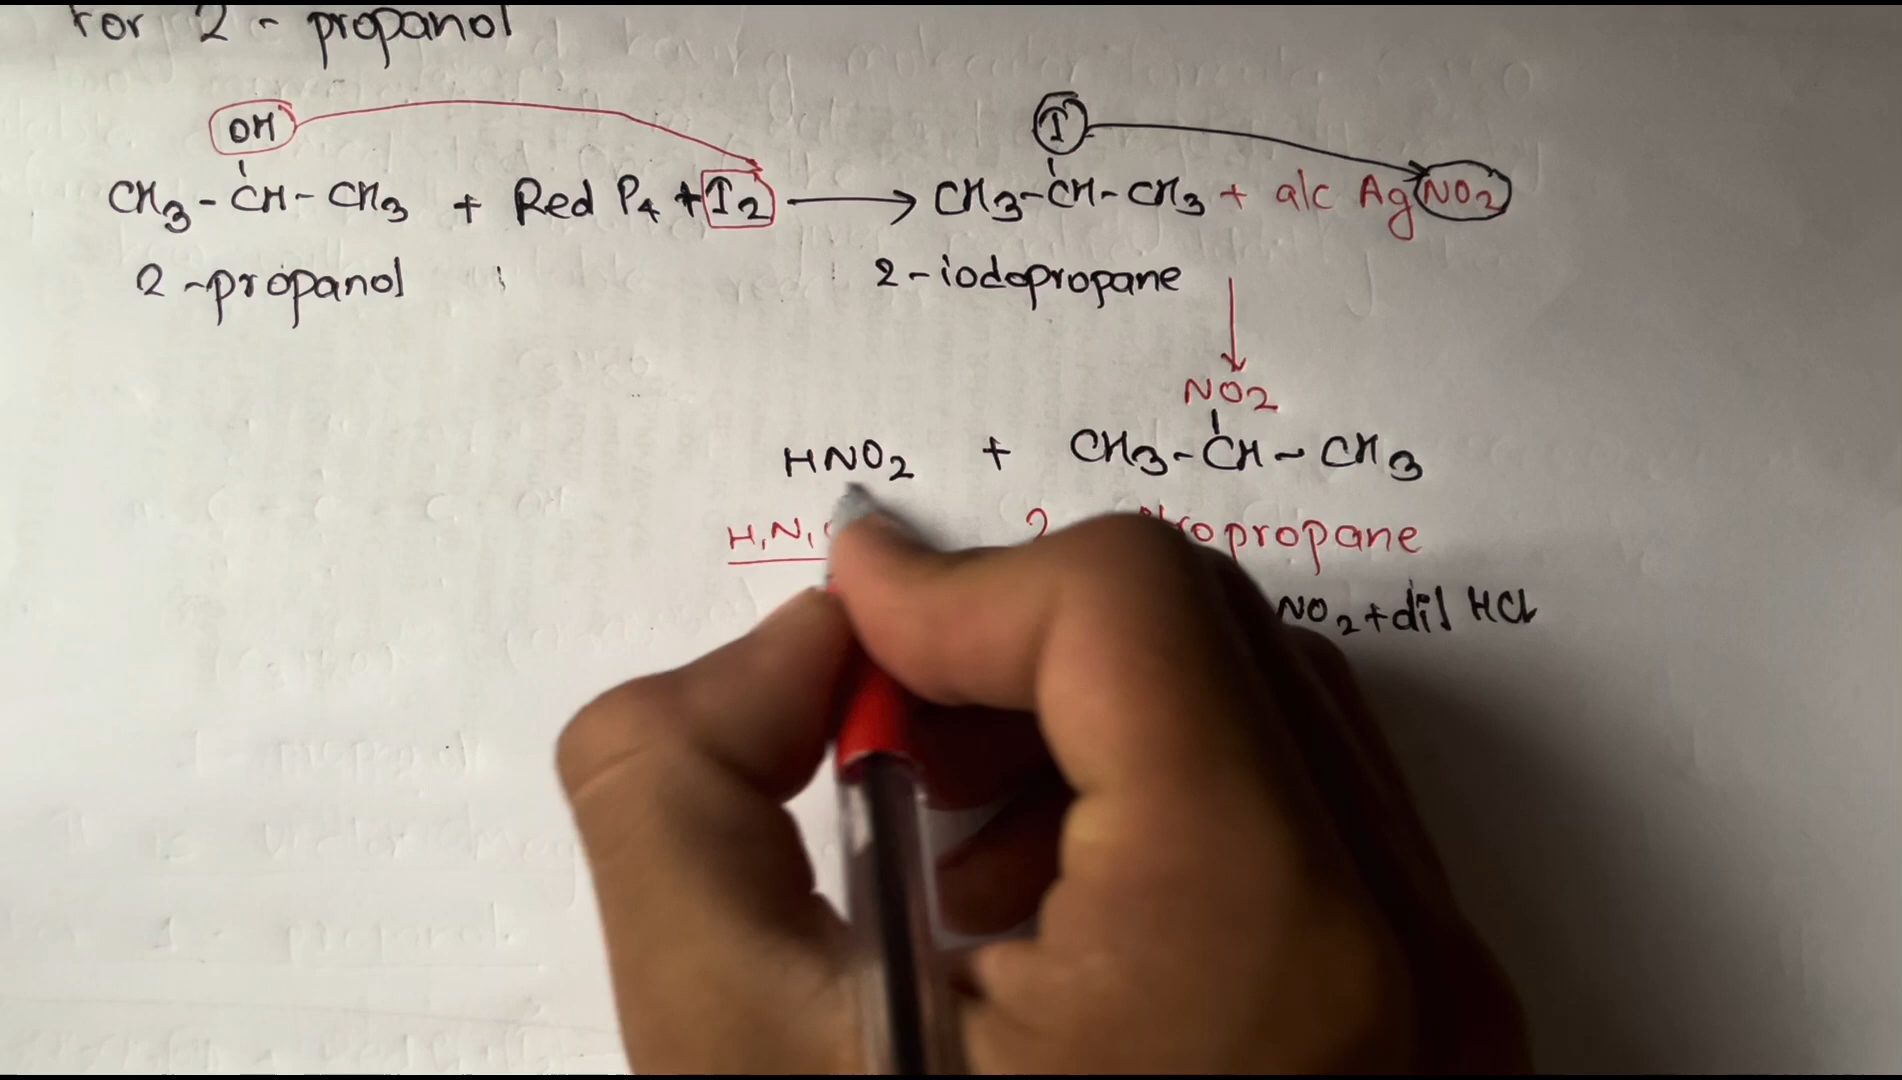 For 2 - propanol
OH I
CH3-CH-CH3 + Red P4 + I2 → CH3-CH-CH3 + alc AgNO2
2-propanol 2-iodopropane
NO2
HNO2 + CH3-CH-CH3
H,N, 2
NO2+dil HCl